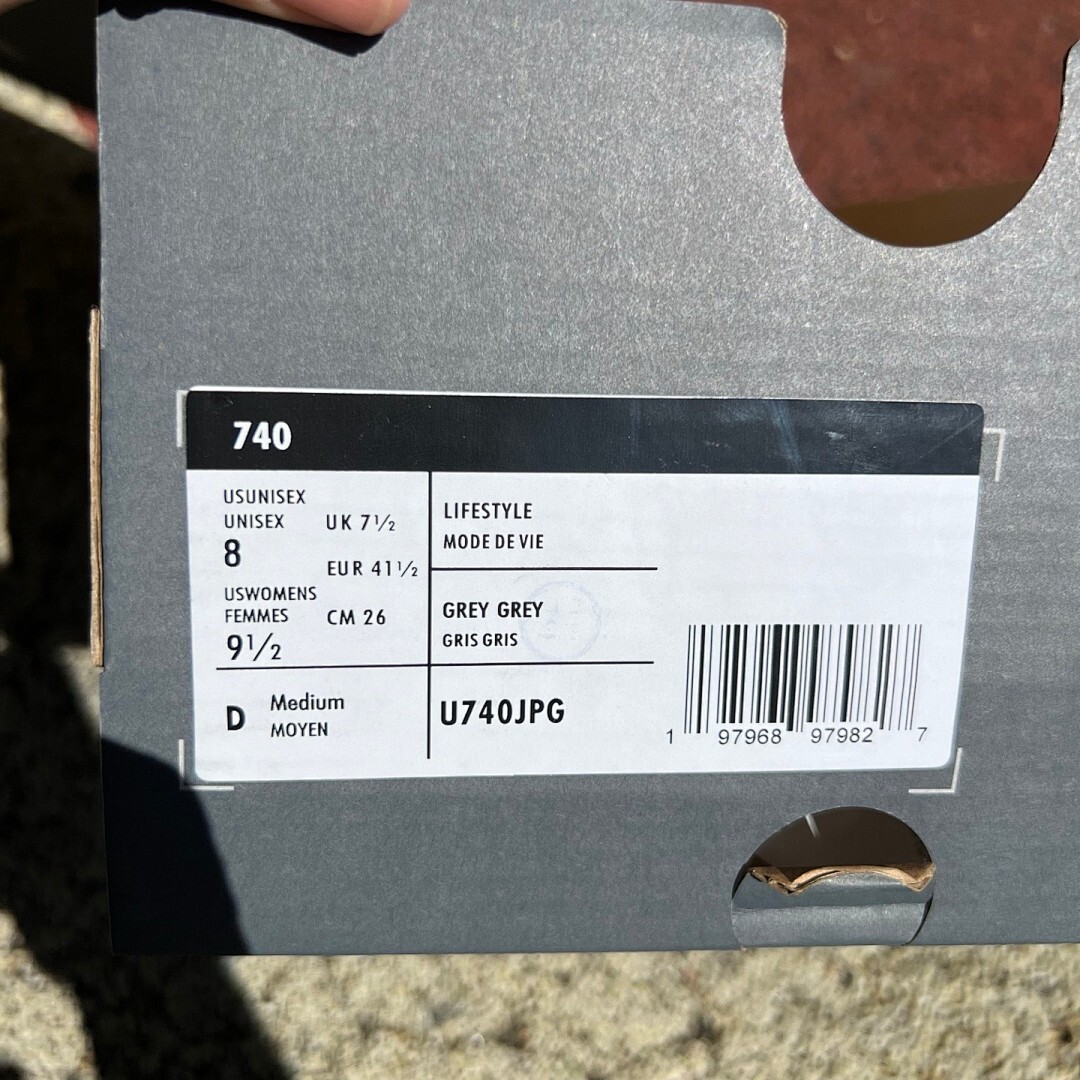 740
USUNISEX
UNISEX
8
UK 7½
EUR 41½
USWOMENS
FEMMES
9½
CM 26
D
Medium
MOYEN
LIFESTYLE
MODE DE VIE
GREY GREY
GRIS GRIS
U740JPG
1 97968 97982 7